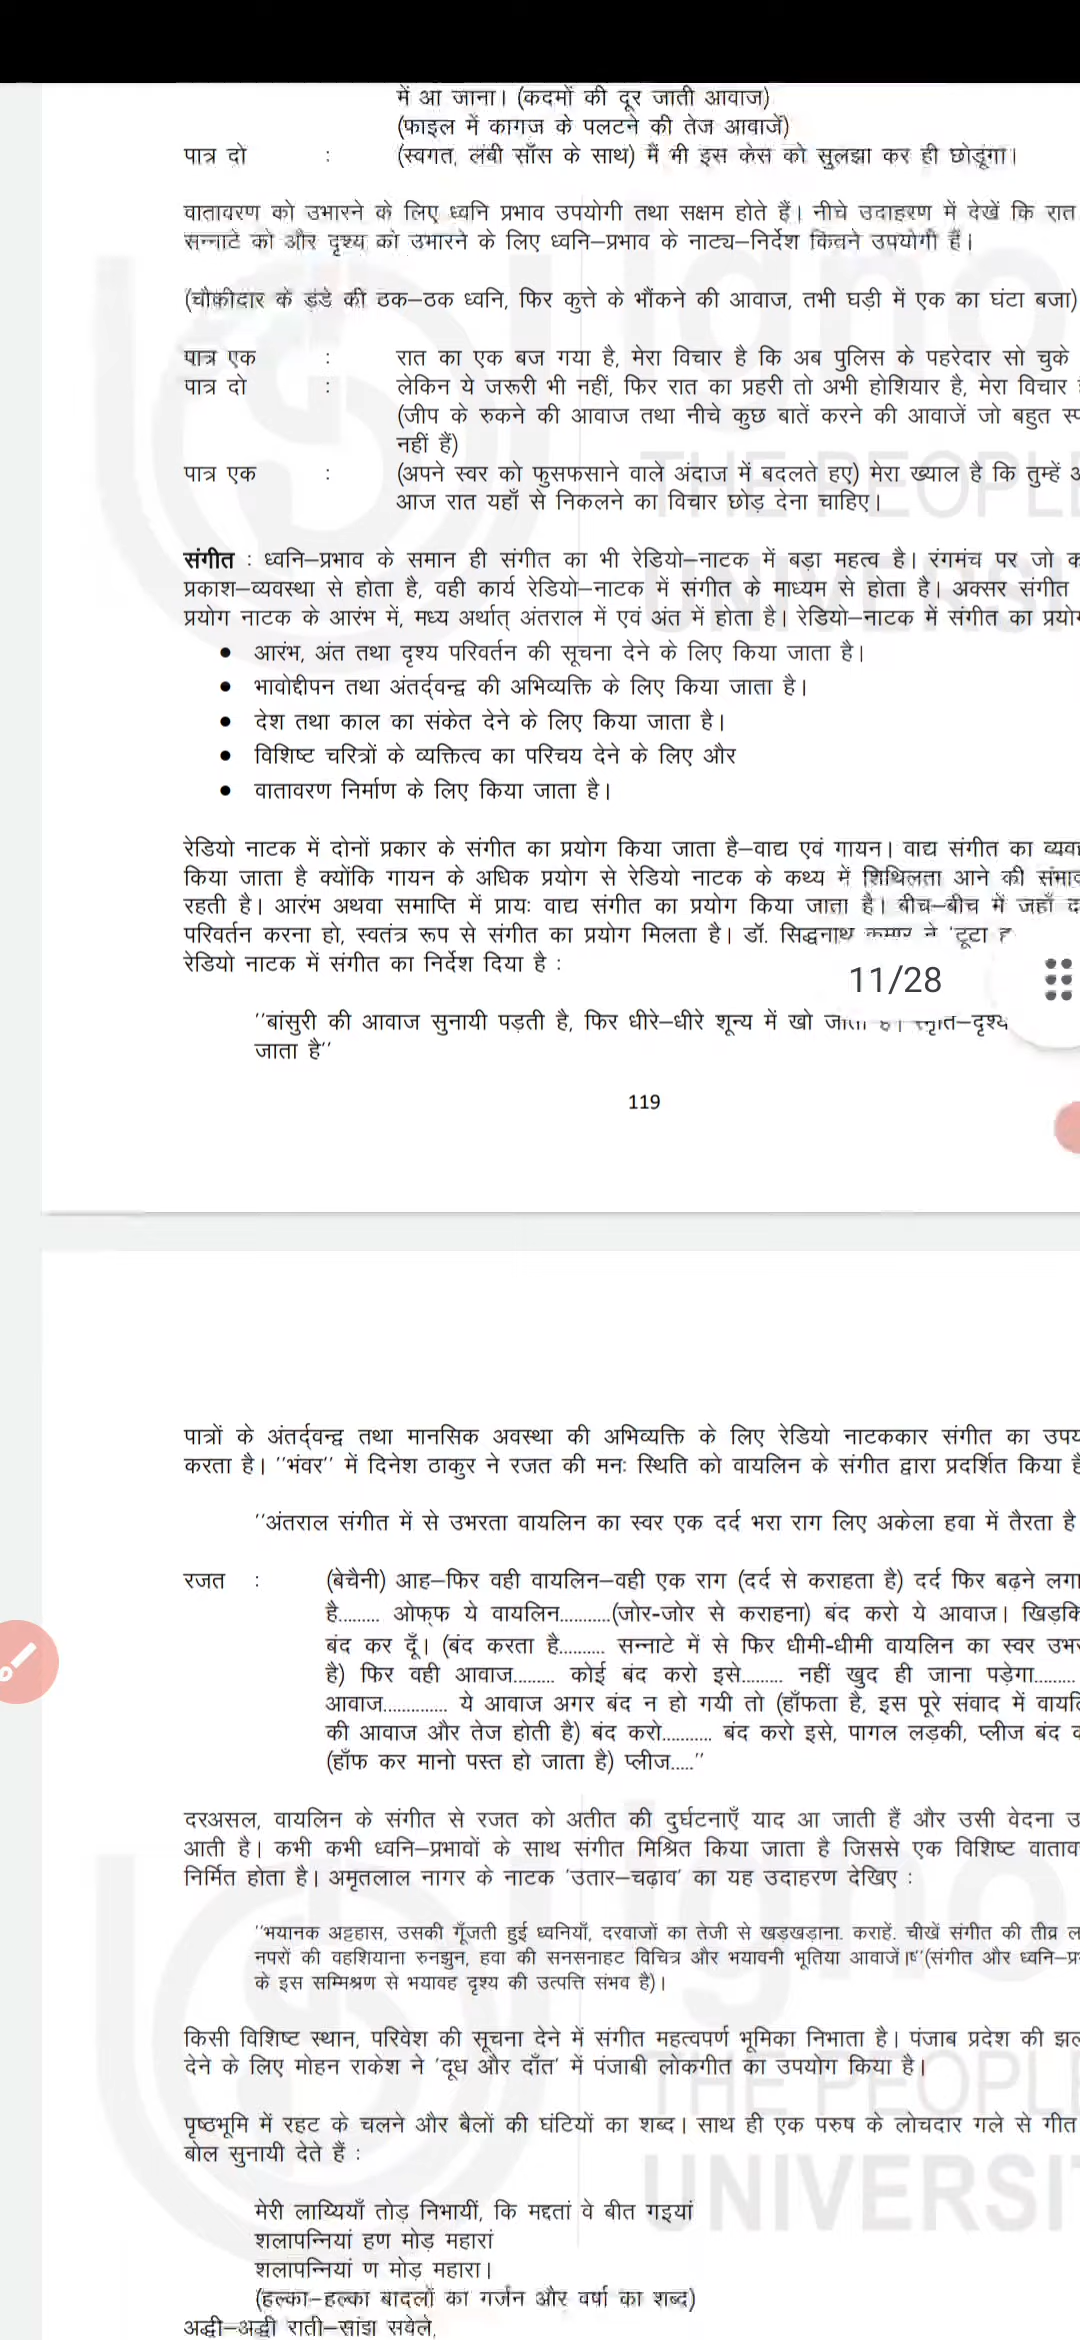 में आ जाना। (कदमों की दूर जाती आवाज)
(फाइल में कागज के पलटने की तेज आवाजें)
पात्र दो : (स्वगत, लंबी साँस के साथ) मैं भी इस केस को सुलझा कर ही छोडूंगा।
वातावरण को उभारने के लिए ध्वनि प्रभाव उपयोगी तथा सक्षम होते हैं। नीचे उदाहरण में देखें कि रात
सन्नाटे को और दृश्य को उभारने के लिए ध्वनि–प्रभाव के नाट्य–निर्देश कितने उपयोगी हैं।
(चौकीदार के डंडे की ठक–ठक ध्वनि, फिर कुत्ते के भौंकने की आवाज, तभी घड़ी में एक का घंटा बजा)
पात्र एक : रात का एक बज गया है, मेरा विचार है कि अब पुलिस के पहरेदार सो चुके
पात्र दो : लेकिन ये जरूरी भी नहीं, फिर रात का प्रहरी तो अभी होशियार है, मेरा विचार
(जीप के रुकने की आवाज तथा नीचे कुछ बातें करने की आवाजें जो बहुत
नहीं हैं)
पात्र एक : (अपने स्वर को फुसफसाने वाले अंदाज में बदलते हए) मेरा ख्याल है कि तुम्हें
आज रात यहाँ से निकलने का विचार छोड़ देना चाहिए।
संगीत : ध्वनि–प्रभाव के समान ही संगीत का भी रेडियो–नाटक में बड़ा महत्व है। रंगमंच पर जो
प्रकाश–व्यवस्था से होता है, वही कार्य रेडियो–नाटक में संगीत के माध्यम से होता है। अक्सर संगीत
प्रयोग नाटक के आरंभ में, मध्य अर्थात् अंतराल में एवं अंत में होता है। रेडियो–नाटक में संगीत का
• आरंभ, अंत तथा दृश्य परिवर्तन की सूचना देने के लिए किया जाता है।
• भावोद्दीपन तथा अंतर्द्वन्द्व की अभिव्यक्ति के लिए किया जाता है।
• देश तथा काल का संकेत देने के लिए किया जाता है।
• विशिष्ट चरित्रों के व्यक्तित्व का परिचय देने के लिए और
• वातावरण निर्माण के लिए किया जाता है।
रेडियो नाटक में दोनों प्रकार के संगीत का प्रयोग किया जाता है–वाद्य एवं गायन। वाद्य संगीत का
किया जाता है क्योंकि गायन के अधिक प्रयोग से रेडियो नाटक के कथ्य में शिथिलता आने की
रहती है। आरंभ अथवा समाप्ति में प्रायः वाद्य संगीत का प्रयोग किया जाता है। बीच–बीच में जहाँ
परिवर्तन करना हो, स्वतंत्र रूप से संगीत का प्रयोग मिलता है। डॉ. सिद्धनाथ कुमार ने 'टूटा
रेडियो नाटक में संगीत का निर्देश दिया है :
11/28
''बांसुरी की आवाज सुनायी पड़ती है, फिर धीरे–धीरे शून्य में खो जाती है। स्मृति–दृश्य
जाता है''
119
पात्रों के अंतर्द्वन्द्व तथा मानसिक अवस्था की अभिव्यक्ति के लिए रेडियो नाटककार संगीत का
करता है। ''भंवर'' में दिनेश ठाकुर ने रजत की मनः स्थिति को वायलिन के संगीत द्वारा प्रदर्शित किया
''अंतराल संगीत में से उभरता वायलिन का स्वर एक दर्द भरा राग लिए अकेला हवा में तैरता है
रजत : (बेचैनी) आह–फिर वही वायलिन–वही एक राग (दर्द से कराहता है) दर्द फिर बढ़ने लगा
है......... ओफ्फ ये वायलिन...........(जोर-जोर से कराहना) बंद करो ये आवाज। 
बंद कर दूँ। (बंद करता है.......... सन्नाटे में से फिर धीमी-धीमी वायलिन का स्वर
है) फिर वही आवाज......... कोई बंद करो इसे......... नहीं खुद ही जाना पड़ेगा.........
आवाज.............. ये आवाज अगर बंद न हो गयी तो (हाँफता है, इस पूरे संवाद में
की आवाज और तेज होती है) बंद करो........... बंद करो इसे, पागल लड़की, प्लीज बंद
(हाँफ कर मानो पस्त हो जाता है) प्लीज.....''
दरअसल, वायलिन के संगीत से रजत को अतीत की दुर्घटनाएँ याद आ जाती हैं और उसी वेदना
आती है। कभी कभी ध्वनि–प्रभावों के साथ संगीत मिश्रित किया जाता है जिससे एक विशिष्ट
निर्मित होता है। अमृतलाल नागर के नाटक 'उतार–चढ़ाव' का यह उदाहरण देखिए :
''भयानक अट्टहास, उसकी गूँजती हुई ध्वनियाँ, दरवाजों का तेजी से खड़खड़ाना. कराहें. चीखें संगीत की तीव्र
नपरों की वहशियाना रुनझुन, हवा की सनसनाहट विचित्र और भयावनी भूतिया आवाजें।ष''(संगीत और
के इस सम्मिश्रण से भयावह दृश्य की उत्पत्ति संभव है)।
किसी विशिष्ट स्थान, परिवेश की सूचना देने में संगीत महत्वपर्ण भूमिका निभाता है। पंजाब प्रदेश की
देने के लिए मोहन राकेश ने 'दूध और दाँत' में पंजाबी लोकगीत का उपयोग किया है।
पृष्ठभूमि में रहट के चलने और बैलों की घंटियों का शब्द। साथ ही एक परुष के लोचदार गले से गीत
बोल सुनायी देते हैं :
मेरी लाय्यियाँ तोड़ निभायीं, कि मद्दतां वे बीत गइयां
शलापन्नियां हण मोड़ महारां
शलापन्नियां ण मोड़ महारा।
(हल्का–हल्का बादलों का गर्जन और वर्षा का शब्द)
अद्धी–अद्धी राती–सांझ सवेले,